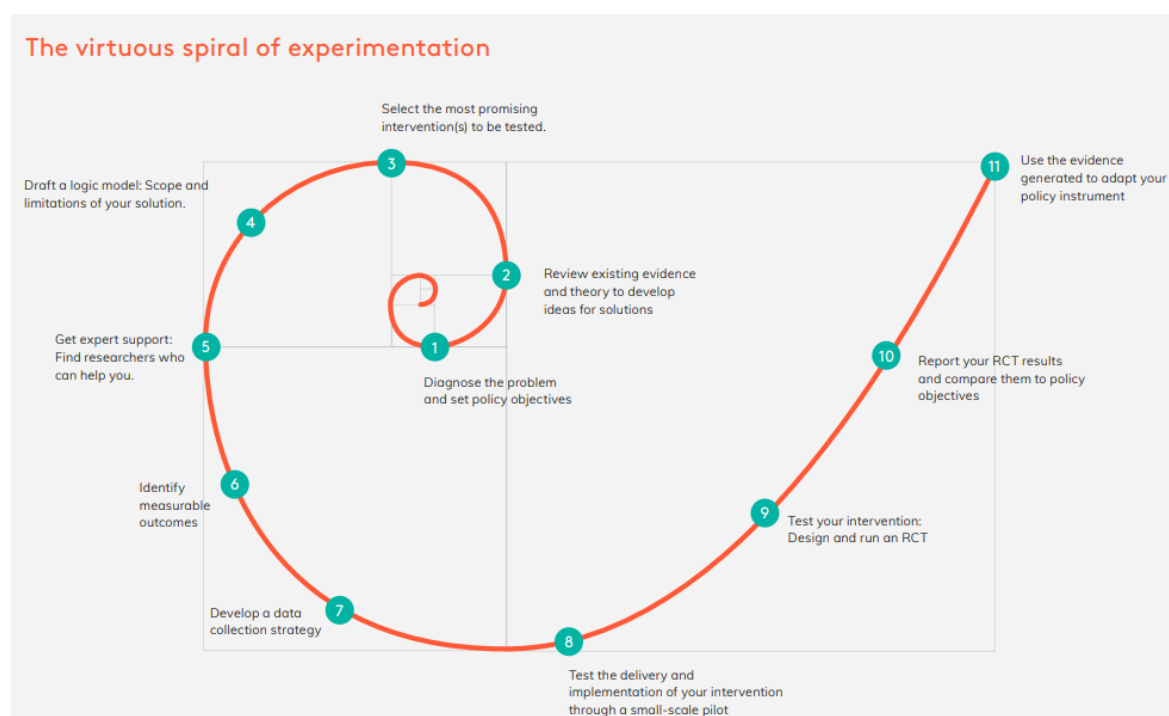 The virtuous spiral of experimentation
1
Diagnose the problem
and set policy objectives
2
Review existing evidence
and theory to develop
ideas for solutions
3
Select the most promising
intervention(s) to be tested.
4
Draft a logic model: Scope and
limitations of your solution.
5
Get expert support:
Find researchers who
can help you.
6
Identify
measurable
outcomes
7
Develop a data
collection strategy
8
Test the delivery and
implementation of your intervention
through a small-scale pilot
9
Test your intervention:
Design and run an RCT
10
Report your RCT results
and compare them to policy
objectives
11
Use the evidence
generated to adapt your
policy instrument